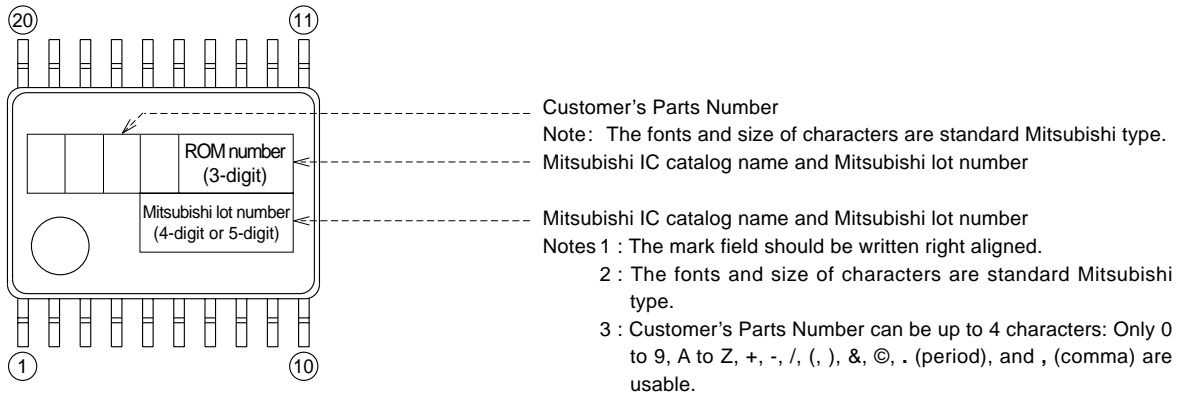 20 11
Customer’s Parts Number
Note: The fonts and size of characters are standard Mitsubishi type.
ROM number
(3-digit)
Mitsubishi IC catalog name and Mitsubishi lot number
Mitsubishi lot number
(4-digit or 5-digit)
Mitsubishi IC catalog name and Mitsubishi lot number
Notes 1 : The mark field should be written right aligned.
2 : The fonts and size of characters are standard Mitsubishi
type.
3 : Customer’s Parts Number can be up to 4 characters: Only 0
to 9, A to Z, +, -, /, (, ), &, ©, . (period), and , (comma) are
usable.
1 10